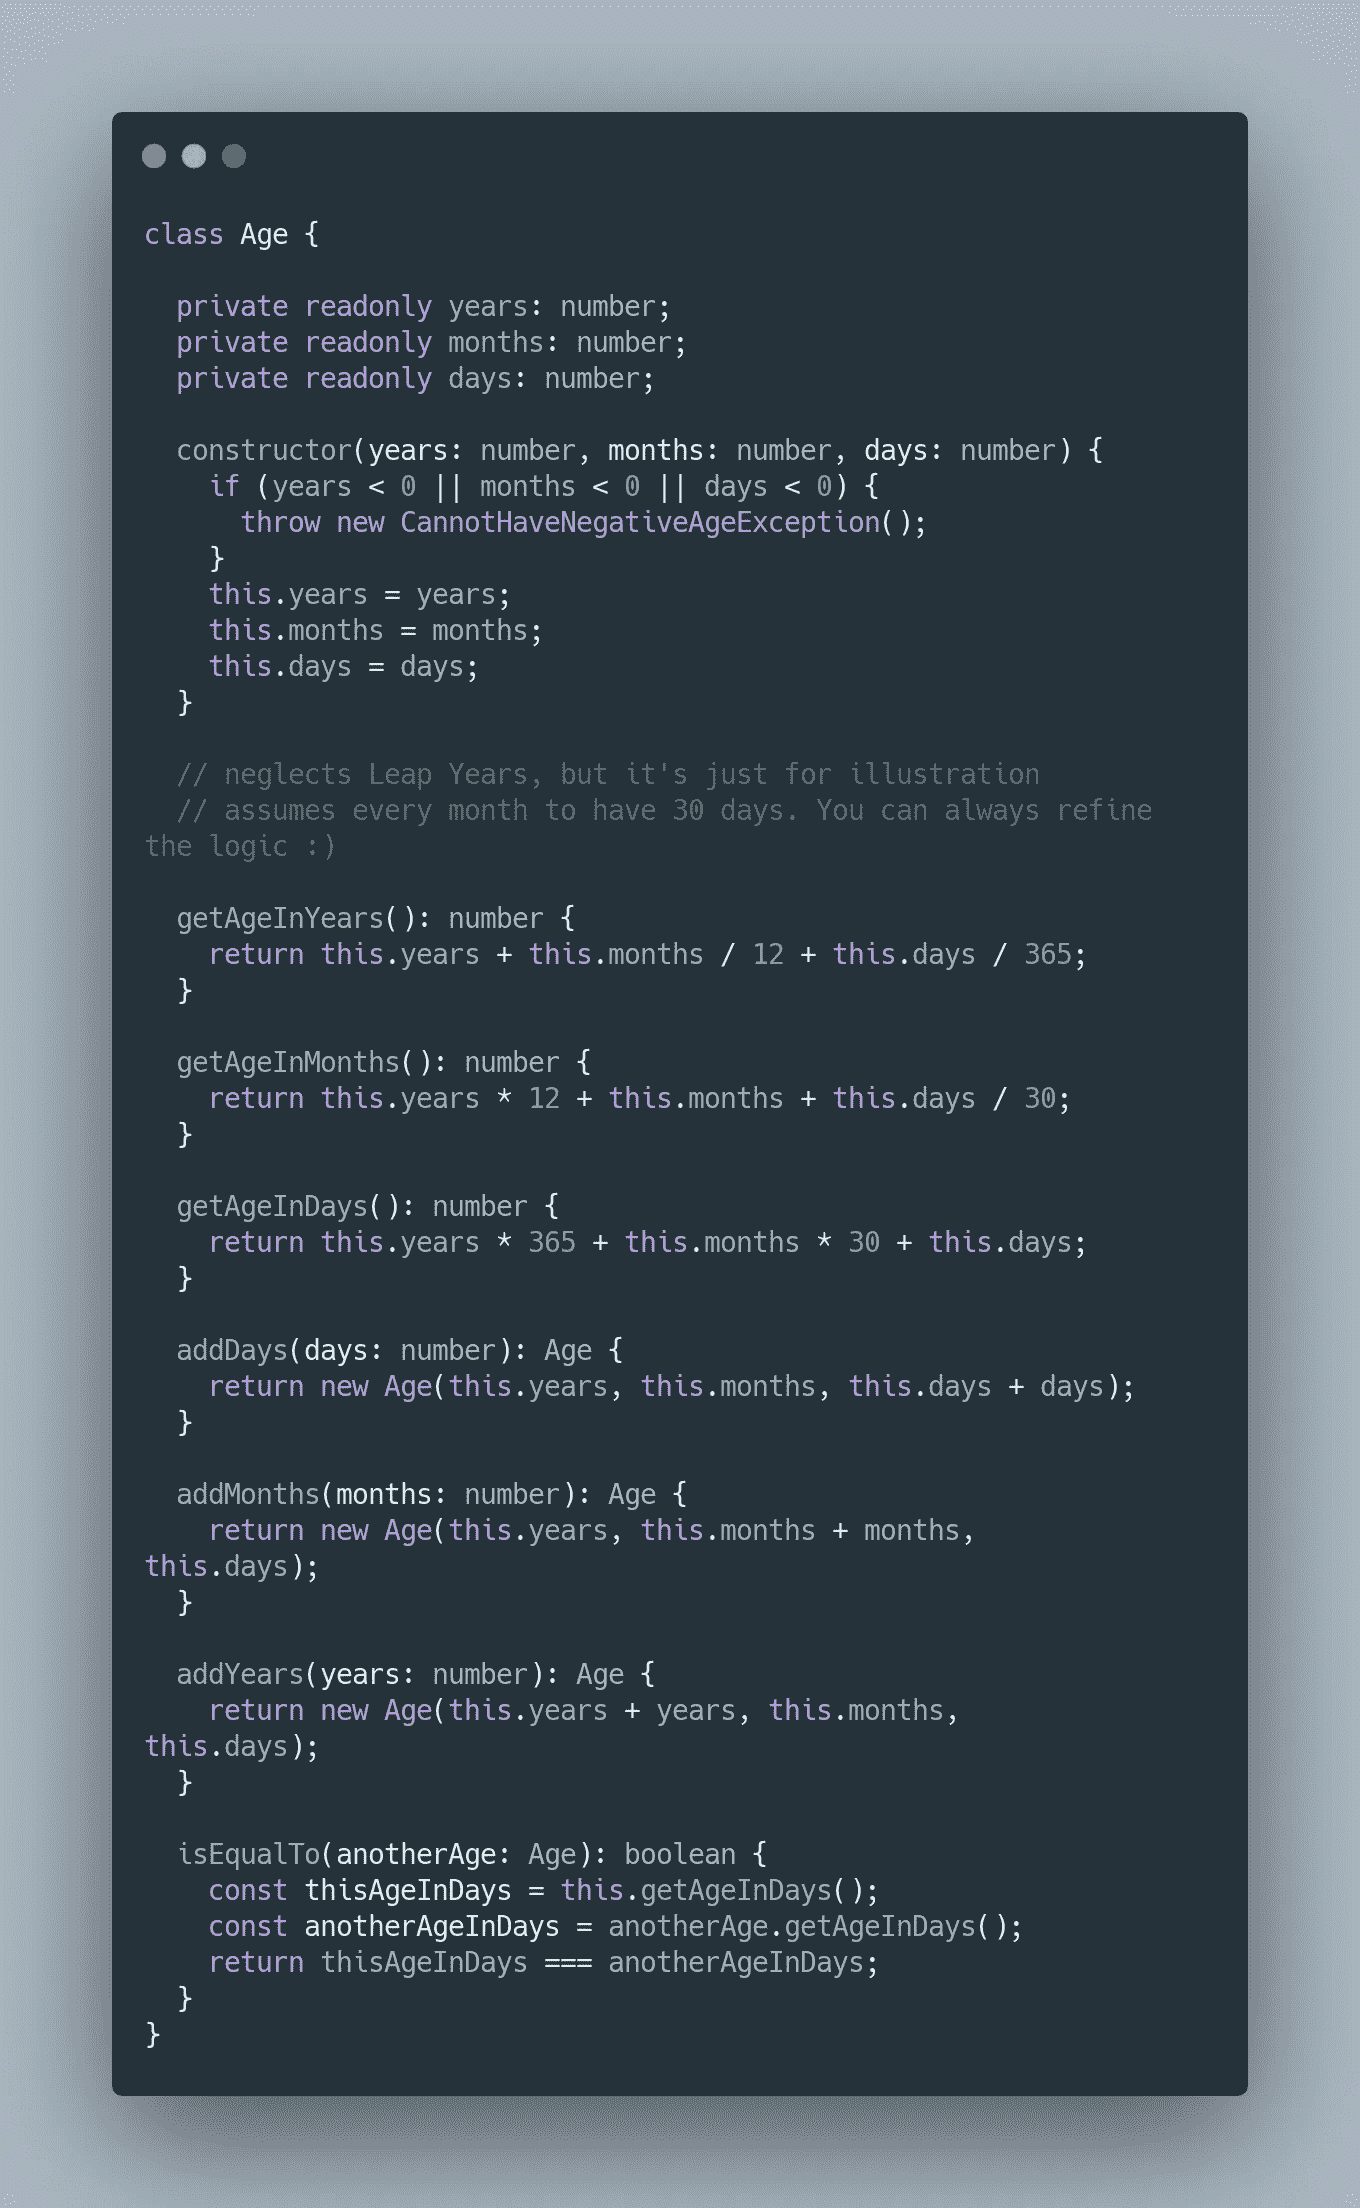 class Age {
private readonly years: number;
private readonly months: number;
private readonly days: number;
constructor(years: number, months: number, days: number) {
if (years < 0 || months < 0 || days < 0) {
throw new CannotHaveNegativeAgeException();
}
this.years = years;
this.months = months;
this.days = days;
}
// neglects Leap Years, but it's just for illustration
// assumes every month to have 30 days. You can always refine
the logic :)
getAgeInYears(): number {
return this.years + this.months / 12 + this.days / 365;
}
getAgeInMonths(): number {
return this.years * 12 + this.months + this.days / 30;
}
getAgeInDays(): number {
return this.years * 365 + this.months * 30 + this.days;
}
addDays(days: number): Age {
return new Age(this.years, this.months, this.days + days);
}
addMonths(months: number): Age {
return new Age(this.years, this.months + months,
this.days);
}
addYears(years: number): Age {
return new Age(this.years + years, this.months,
this.days);
}
isEqualTo(anotherAge: Age): boolean {
const thisAgeInDays = this.getAgeInDays();
const anotherAgeInDays = anotherAge.getAgeInDays();
return thisAgeInDays === anotherAgeInDays;
}
}